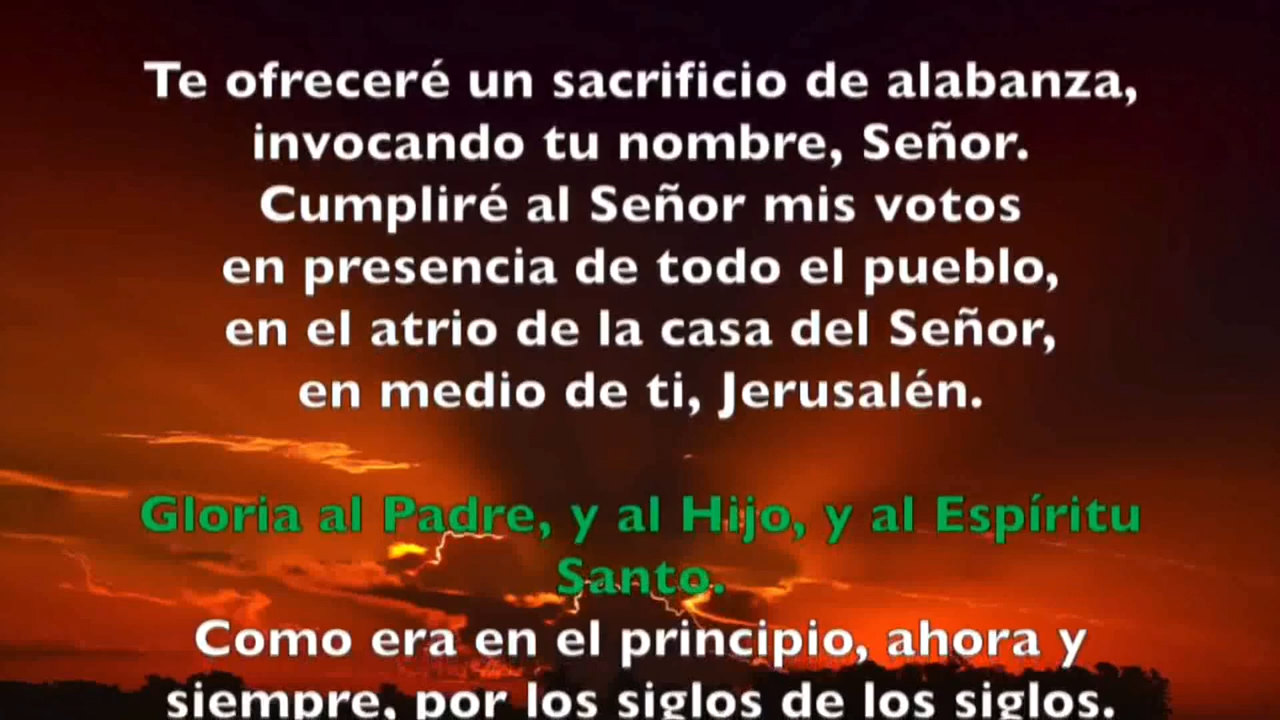 Te ofreceré un sacrificio de alabanza,
invocando tu nombre, Señor.
Cumpliré al Señor mis votos
en presencia de todo el pueblo,
en el atrio de la casa del Señor,
en medio de ti, Jerusalén.
Gloria al Padre, y al Hijo, y al Espíritu
Santo.
Como era en el principio, ahora y
siempre, por los siglos de los siglos.